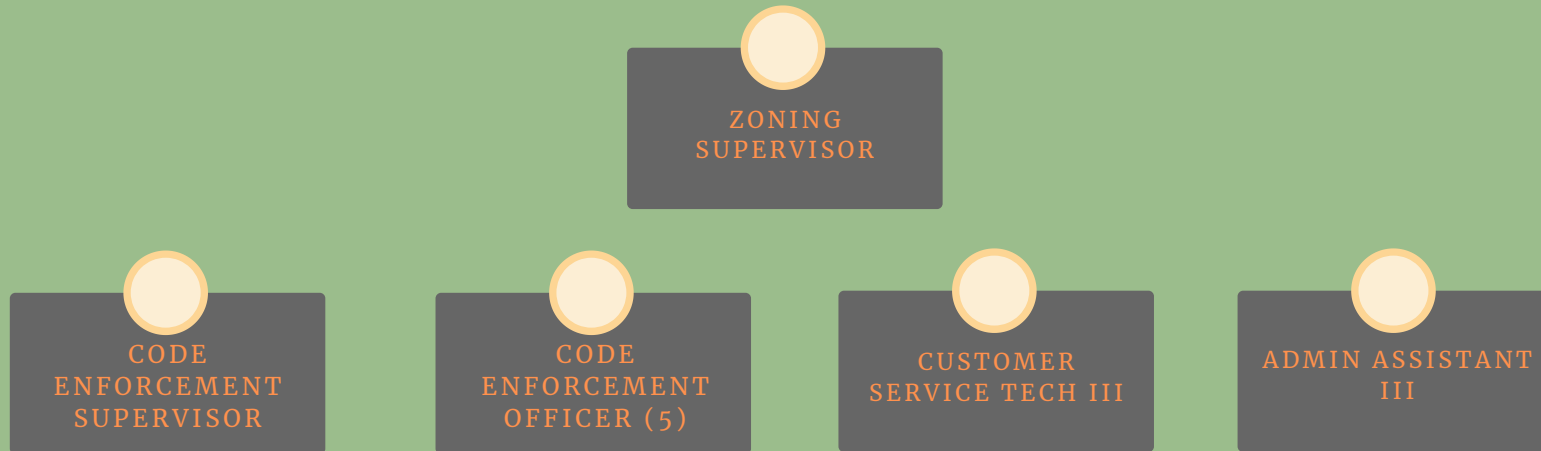 ZONING
SUPERVISOR
CODE
ENFORCEMENT
SUPERVISOR
CODE
ENFORCEMENT
OFFICER (5)
CUSTOMER
SERVICE TECH III
ADMIN ASSISTANT
III